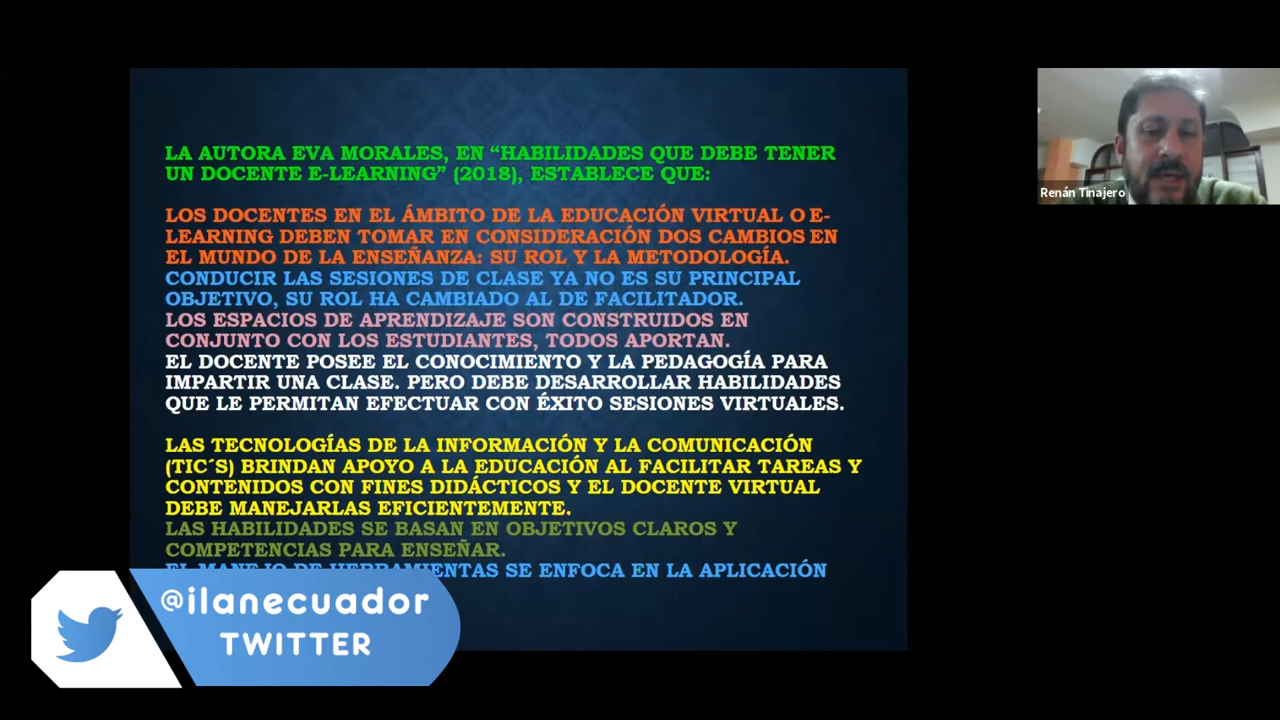 LA AUTORA EVA MORALES, EN “HABILIDADES QUE DEBE TENER
UN DOCENTE E-LEARNING” (2018), ESTABLECE QUE:
LOS DOCENTES EN EL ÁMBITO DE LA EDUCACIÓN VIRTUAL O E-
LEARNING DEBEN TOMAR EN CONSIDERACIÓN DOS CAMBIOS EN
EL MUNDO DE LA ENSEÑANZA: SU ROL Y LA METODOLOGÍA.
CONDUCIR LAS SESIONES DE CLASE YA NO ES SU PRINCIPAL
OBJETIVO, SU ROL HA CAMBIADO AL DE FACILITADOR.
LOS ESPACIOS DE APRENDIZAJE SON CONSTRUIDOS EN
CONJUNTO CON LOS ESTUDIANTES, TODOS APORTAN.
EL DOCENTE POSEE EL CONOCIMIENTO Y LA PEDAGOGÍA PARA
IMPARTIR UNA CLASE. PERO DEBE DESARROLLAR HABILIDADES
QUE LE PERMITAN EFECTUAR CON ÉXITO SESIONES VIRTUALES.
LAS TECNOLOGÍAS DE LA INFORMACIÓN Y LA COMUNICACIÓN
(TIC´S) BRINDAN APOYO A LA EDUCACIÓN AL FACILITAR TAREAS Y
CONTENIDOS CON FINES DIDÁCTICOS Y EL DOCENTE VIRTUAL
DEBE MANEJARLAS EFICIENTEMENTE.
LAS HABILIDADES SE BASAN EN OBJETIVOS CLAROS Y
COMPETENCIAS PARA ENSEÑAR.
EL MANEJO DE HERRAMIENTAS SE ENFOCA EN LA APLICACIÓN
@ilanecuador
TWITTER
Renán Tinajero